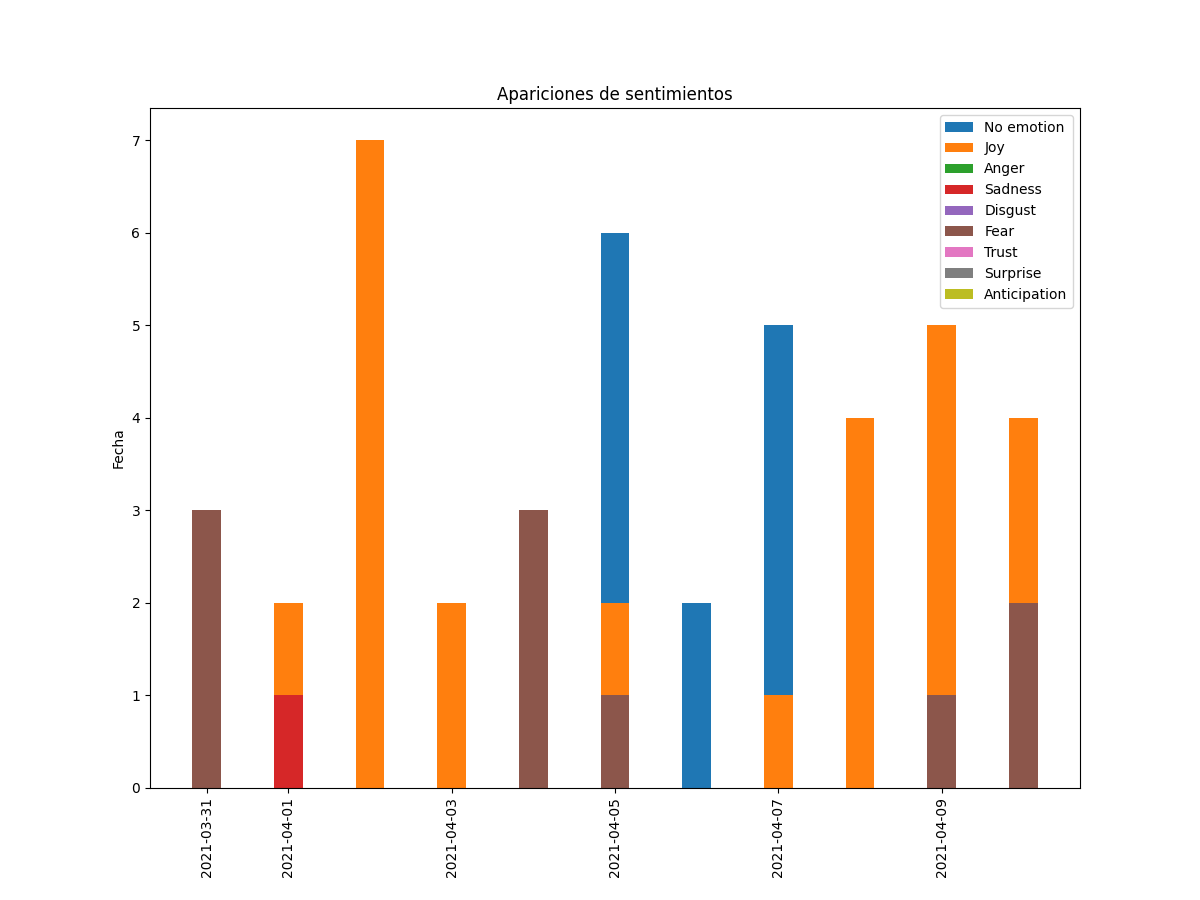 Apariciones de sentimientos
No emotion
Joy
Anger
Sadness
Disgust
Fear
Trust
Surprise
Anticipation
Fecha
7
6
5
4
3
2
1
0
2021-03-31
2021-04-01
2021-04-03
2021-04-05
2021-04-07
2021-04-09